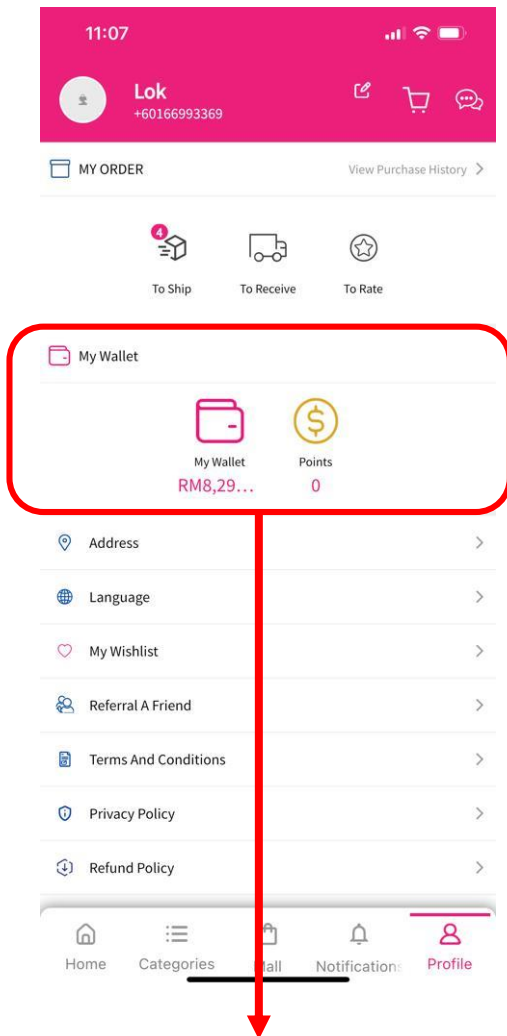 11:07
Lok
+60166993369
MY ORDER
View Purchase History
4
To Ship
To Receive
To Rate
My Wallet
My Wallet
Points
RM8,29...
0
Address
Language
My Wishlist
Referral A Friend
Terms And Conditions
Privacy Policy
Refund Policy
Home
Categories
Mall
Notification
Profile